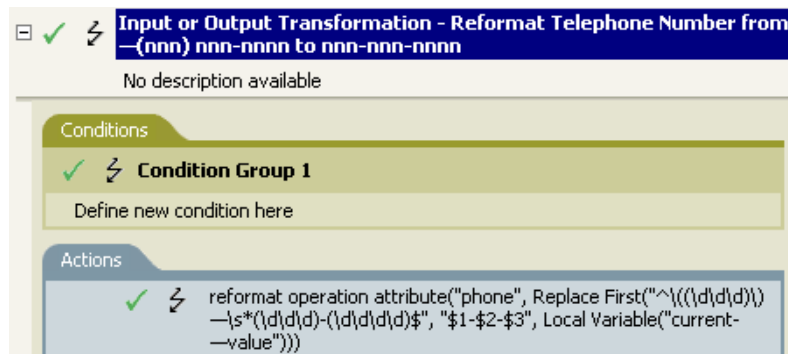 Input or Output Transformation - Reformat Telephone Number from
—(nnn) nnn-nnnn to nnn-nnn-nnnn
No description available
Conditions
Condition Group 1
Define new condition here
Actions
reformat operation attribute("phone", Replace First("^\((\d\d\d)\)
—\s*(\d\d\d)-(\d\d\d\d)$", "$1-$2-$3", Local Variable("current-
—value")))